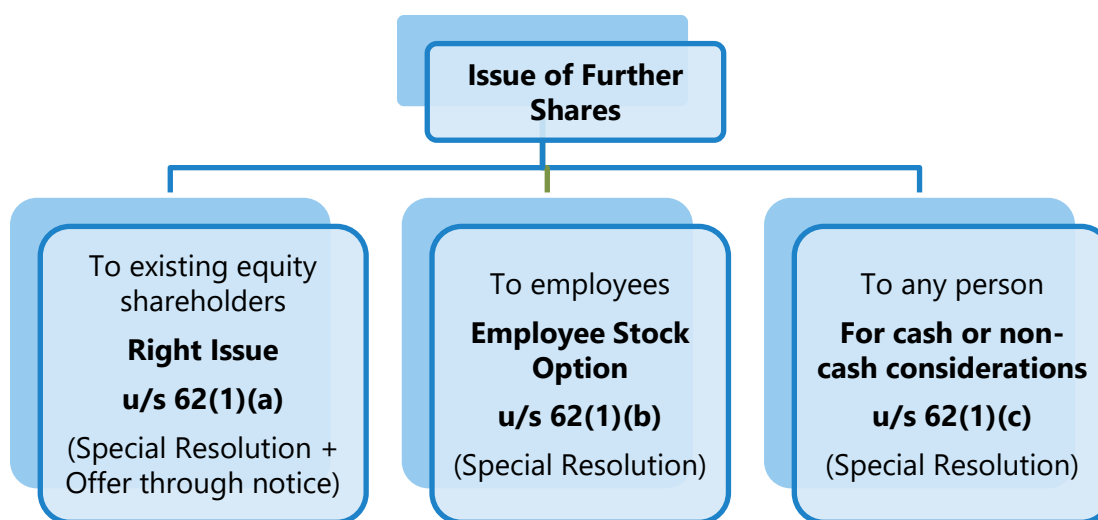 Issue of Further
Shares
To existing equity
shareholders
Right Issue
u/s 62(1)(a)
(Special Resolution +
Offer through notice)
To employees
Employee Stock
Option
u/s 62(1)(b)
(Special Resolution)
To any person
For cash or non-
cash considerations
u/s 62(1)(c)
(Special Resolution)